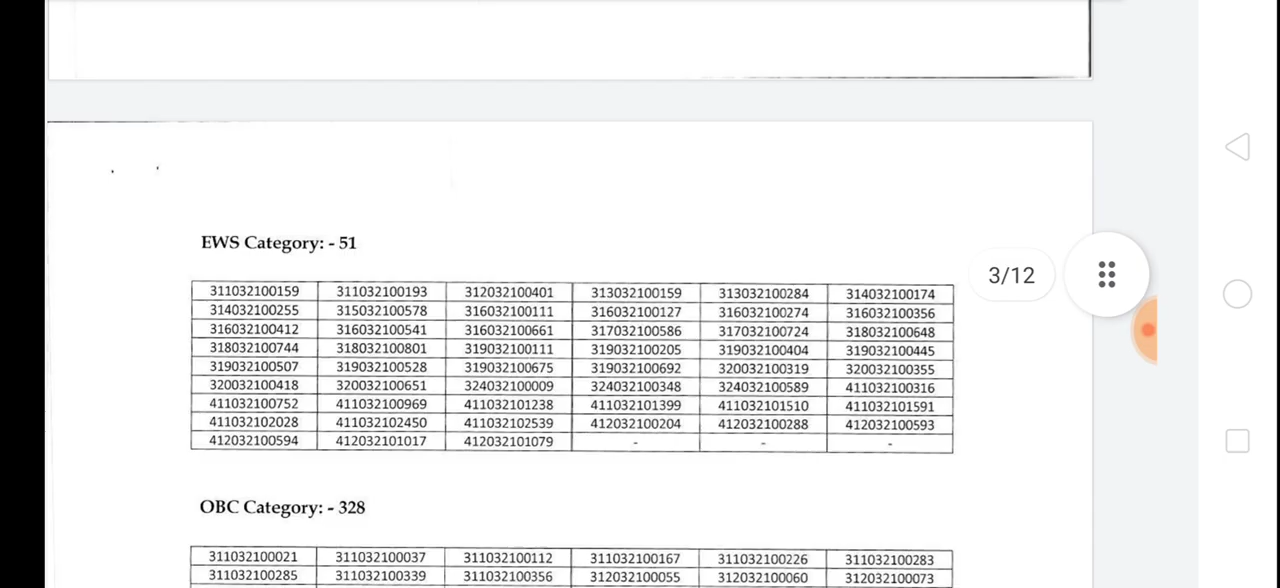 EWS Category: - 51
3/12
311032100159 311032100193 312032100401 313032100159 313032100284 314032100174
314032100255 315032100578 316032100111 316032100127 316032100274 316032100356
316032100412 316032100541 316032100661 317032100586 317032100724 318032100648
318032100744 318032100801 319032100111 319032100205 319032100404 319032100445
319032100507 319032100528 319032100675 319032100692 320032100319 320032100355
320032100418 320032100651 324032100009 324032100348 324032100589 411032100316
411032100752 411032100969 411032101238 411032101399 411032101510 411032101591
411032102028 411032102450 411032102539 412032100204 412032100288 412032100593
412032100594 412032101017 412032101079 - - -
OBC Category: - 328
311032100021 311032100037 311032100112 311032100167 311032100226 311032100283
311032100285 311032100339 311032100356 312032100055 312032100060 312032100073